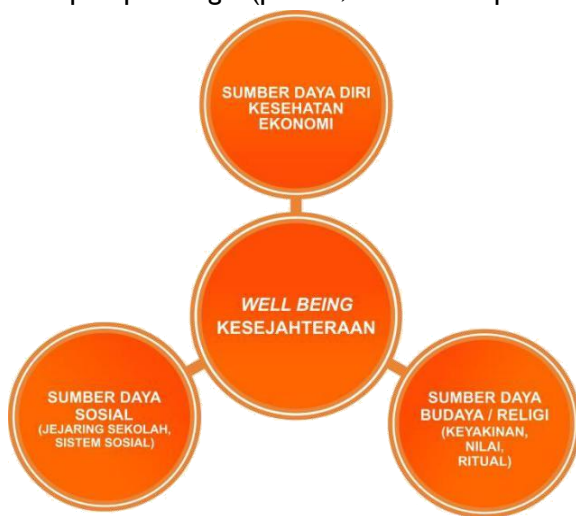 SUMBER DAYA DIRI
KESEHATAN
EKONOMI
WELL BEING
KESEJAHTERAAN
SUMBER DAYA
SOSIAL
(JEJARING SEKOLAH,
SISTEM SOSIAL)
SUMBER DAYA
BUDAYA / RELIGI
(KEYAKINAN,
NILAI,
RITUAL)